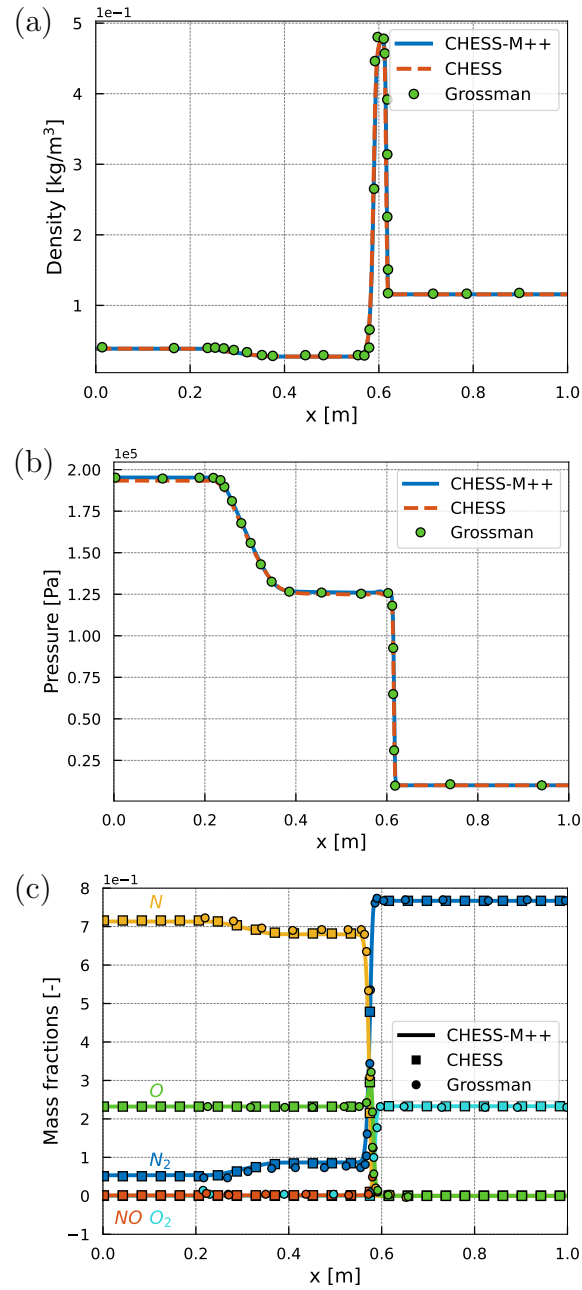 (a)
1e−1
5
4
3
2
1
Density [kg/m³]
CHESS-M++
CHESS
Grossman
0.0 0.2 0.4 0.6 0.8 1.0
x [m]
(b)
1e5
2.00
1.75
1.50
1.25
1.00
0.75
0.50
0.25
Pressure [Pa]
CHESS-M++
CHESS
Grossman
0.0 0.2 0.4 0.6 0.8 1.0
x [m]
(c)
1e−1
8
7
6
5
4
3
2
1
0
−1
Mass fractions [-]
N
O
N₂
NO O₂
CHESS-M++
CHESS
Grossman
0.0 0.2 0.4 0.6 0.8 1.0
x [m]